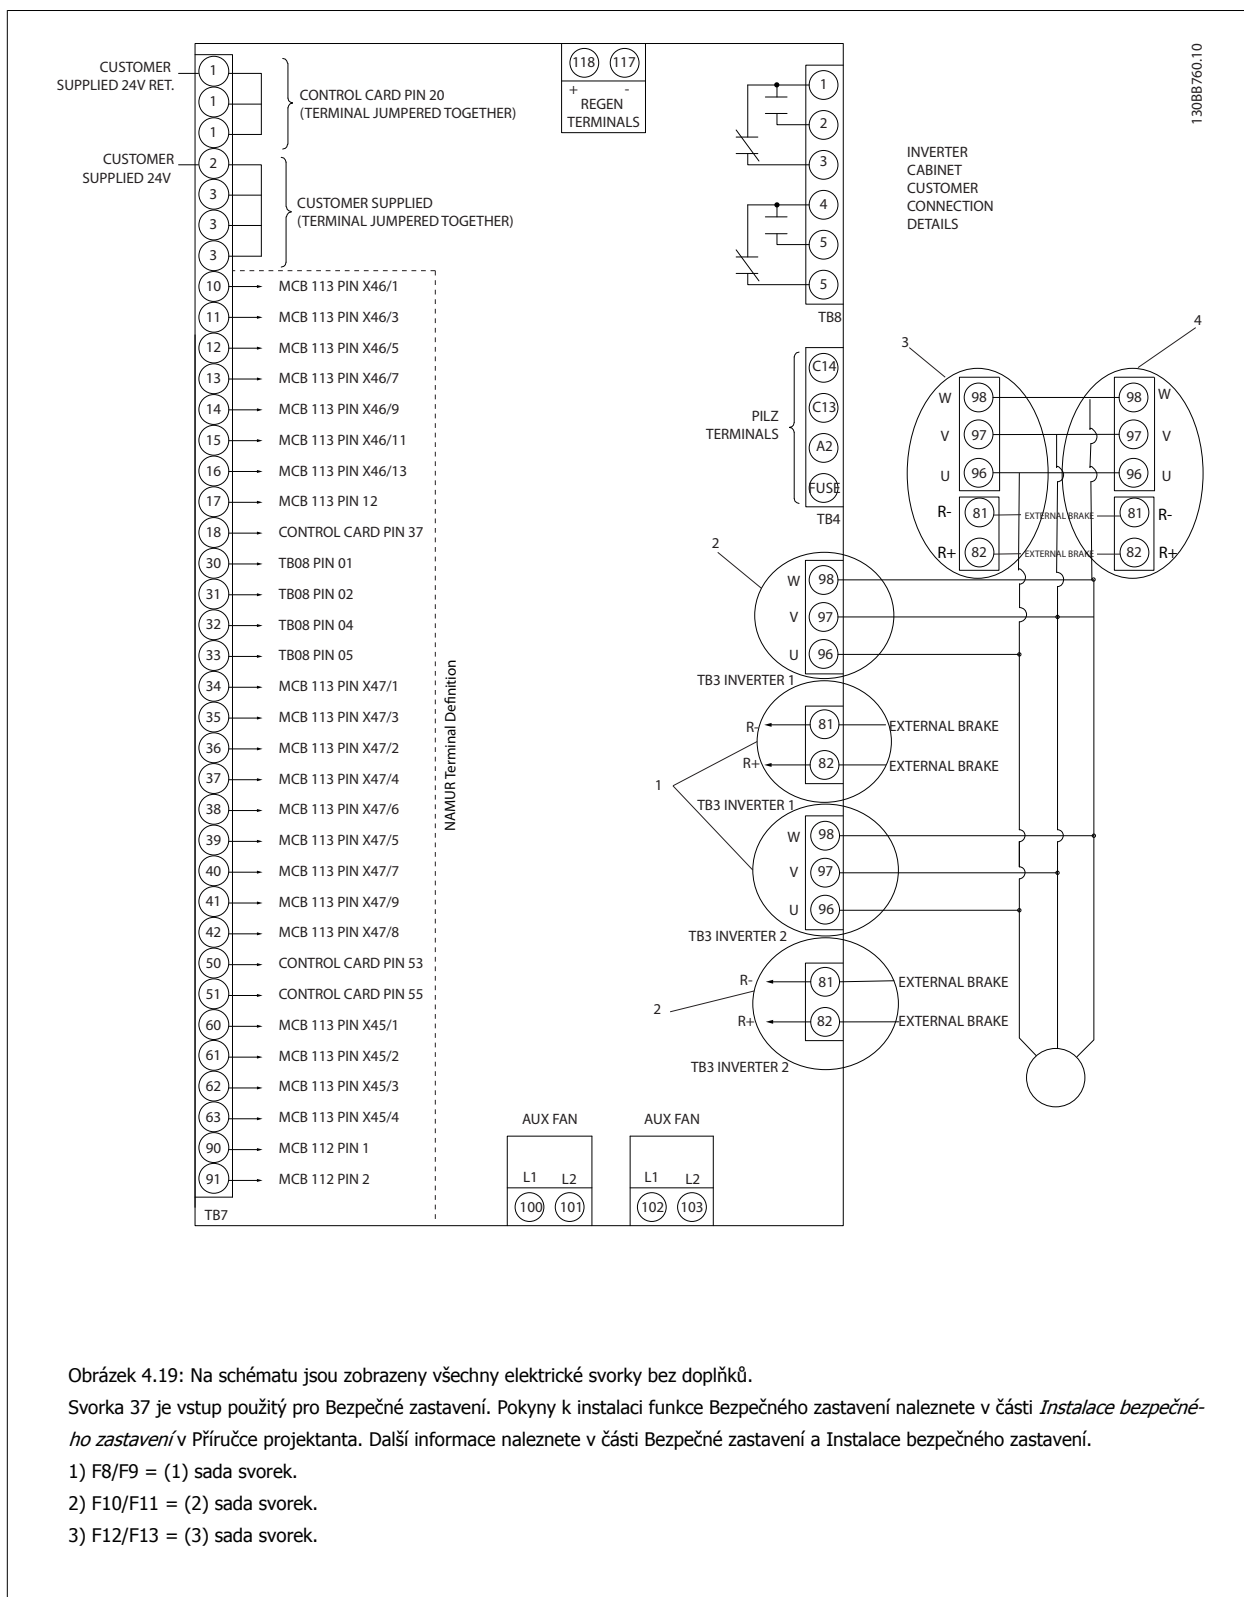 130BB760.10
CUSTOMER
SUPPLIED 24V RET.
1
1
1
CONTROL CARD PIN 20
(TERMINAL JUMPERED TOGETHER)
CUSTOMER
SUPPLIED 24V
2
3
3
3
CUSTOMER SUPPLIED
(TERMINAL JUMPERED TOGETHER)
10 MCB 113 PIN X46/1
11 MCB 113 PIN X46/3
12 MCB 113 PIN X46/5
13 MCB 113 PIN X46/7
14 MCB 113 PIN X46/9
15 MCB 113 PIN X46/11
16 MCB 113 PIN X46/13
17 MCB 113 PIN 12
18 CONTROL CARD PIN 37
30 TB08 PIN 01
31 TB08 PIN 02
32 TB08 PIN 04
33 TB08 PIN 05
34 MCB 113 PIN X47/1
35 MCB 113 PIN X47/3
36 MCB 113 PIN X47/2
37 MCB 113 PIN X47/4
38 MCB 113 PIN X47/6
39 MCB 113 PIN X47/5
40 MCB 113 PIN X47/7
41 MCB 113 PIN X47/9
42 MCB 113 PIN X47/8
50 CONTROL CARD PIN 53
51 CONTROL CARD PIN 55
60 MCB 113 PIN X45/1
61 MCB 113 PIN X45/2
62 MCB 113 PIN X45/3
63 MCB 113 PIN X45/4
90 MCB 112 PIN 1
91 MCB 112 PIN 2
TB7
NAMUR Terminal Definition
118 117
+ -
REGEN
TERMINALS
1
2
3
4
5
5
TB8
INVERTER
CABINET
CUSTOMER
CONNECTION
DETAILS
PILZ
TERMINALS
C14
C13
A2
FUSE
TB4
3
4
W 98 98 W
V 97 97 V
U 96 96 U
R- 81 EXTERNAL BRAKE 81 R-
R+ 82 EXTERNAL BRAKE 82 R+
2
W 98
V 97
U 96
TB3 INVERTER 1
R- 81 EXTERNAL BRAKE
R+ 82 EXTERNAL BRAKE
1
TB3 INVERTER 1
W 98
V 97
U 96
TB3 INVERTER 2
R- 81 EXTERNAL BRAKE
2
R+ 82 EXTERNAL BRAKE
TB3 INVERTER 2
AUX FAN AUX FAN
L1 L2 L1 L2
100 101 102 103
Obrázek 4.19: Na schématu jsou zobrazeny všechny elektrické svorky bez doplňků.
Svorka 37 je vstup použitý pro Bezpečné zastavení. Pokyny k instalaci funkce Bezpečného zastavení naleznete v části Instalace bezpečné-
ho zastavení v Příručce projektanta. Další informace naleznete v části Bezpečné zastavení a Instalace bezpečného zastavení.
1) F8/F9 = (1) sada svorek.
2) F10/F11 = (2) sada svorek.
3) F12/F13 = (3) sada svorek.